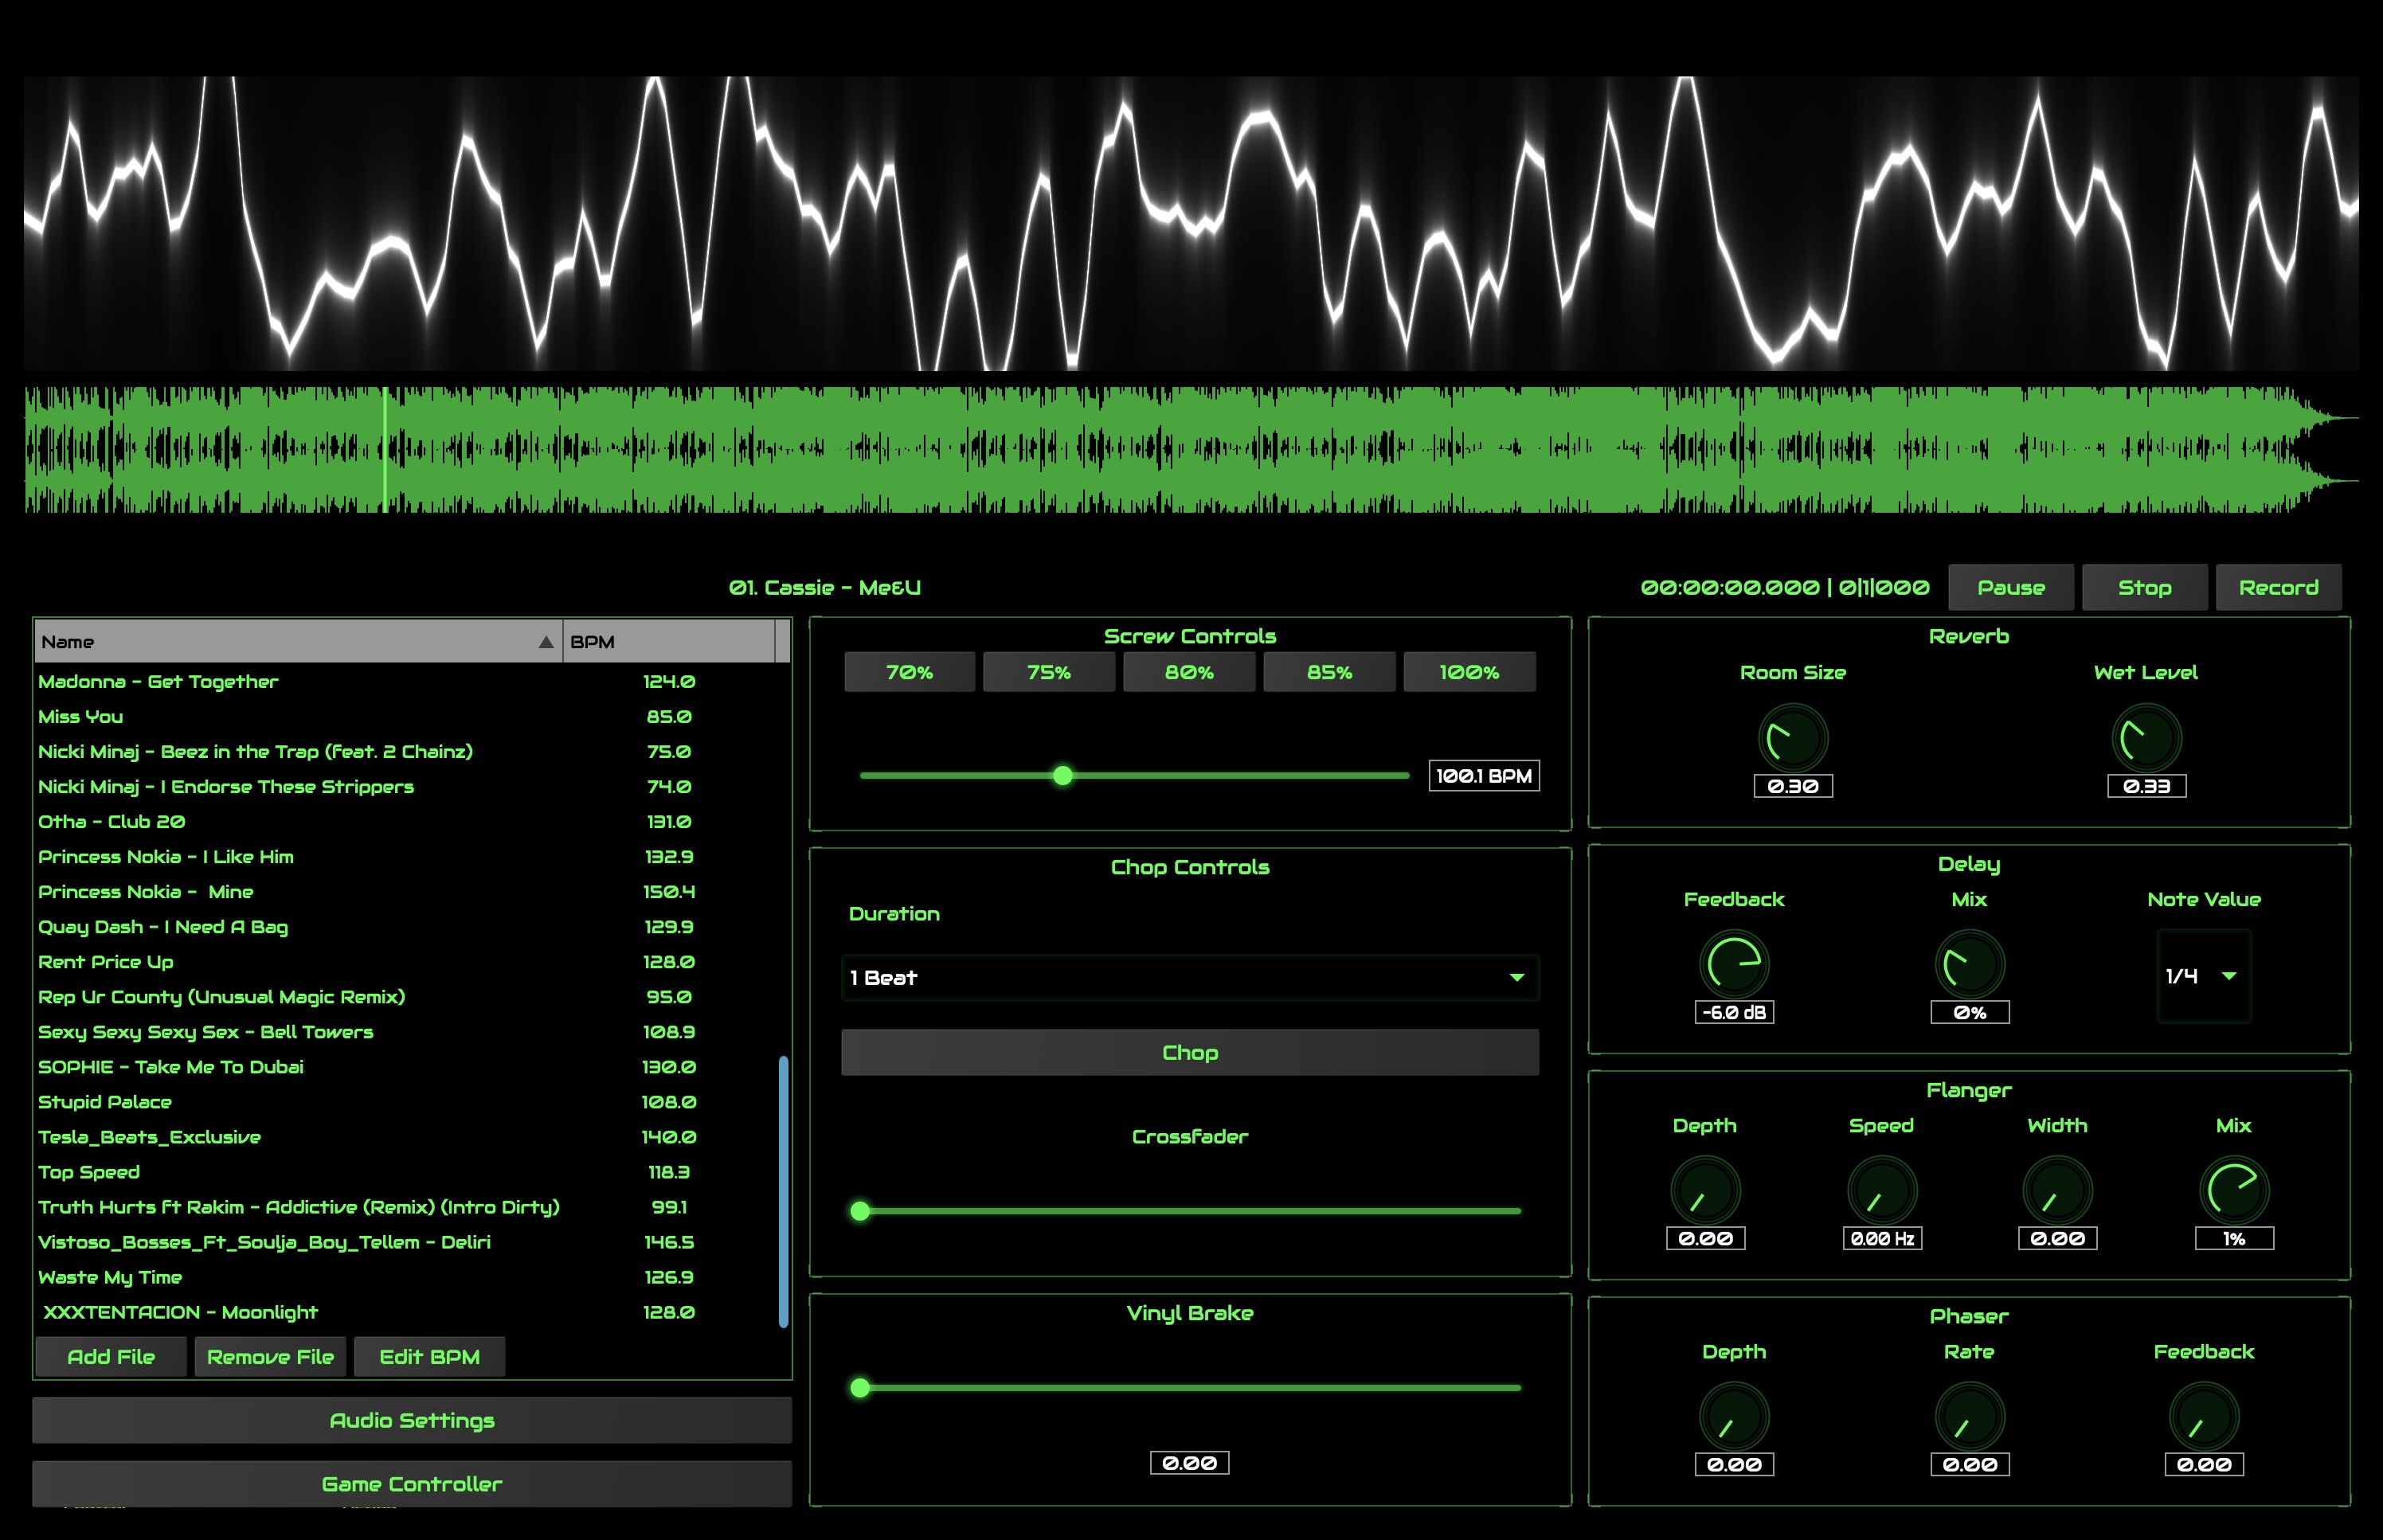 01. Cassie - Me&U
00:00:00.000 | 0|1|000
Pause
Stop
Record
Name
BPM
Madonna - Get Together 124.0
Miss You 85.0
Nicki Minaj - Beez in the Trap (feat. 2 Chainz) 75.0
Nicki Minaj - I Endorse These Strippers 74.0
Otha - Club 20 131.0
Princess Nokia - I Like Him 132.9
Princess Nokia -  Mine 150.4
Quay Dash - I Need A Bag 129.9
Rent Price Up 128.0
Rep Ur County (Unusual Magic Remix) 95.0
Sexy Sexy Sexy Sex - Bell Towers 108.9
SOPHIE - Take Me To Dubai 130.0
Stupid Palace 108.0
Tesla_Beats_Exclusive 140.0
Top Speed 118.3
Truth Hurts ft Rakim - Addictive (Remix) (Intro Dirty) 99.1
Vistoso_Bosses_Ft_Soulja_Boy_Tellem - Deliri 146.5
Waste My Time 126.9
XXXTENTACION - Moonlight 128.0
Add File
Remove File
Edit BPM
Audio Settings
Game Controller
Screw Controls
70% 75% 80% 85% 100%
100.1 BPM
Chop Controls
Duration
1 Beat
Chop
Crossfader
Vinyl Brake
0.00
Reverb
Room Size Wet Level
0.30 0.33
Delay
Feedback Mix Note Value
1/4
-6.0 dB 0%
Flanger
Depth Speed Width Mix
0.00 0.00 Hz 0.00 1%
Phaser
Depth Rate Feedback
0.00 0.00 0.00